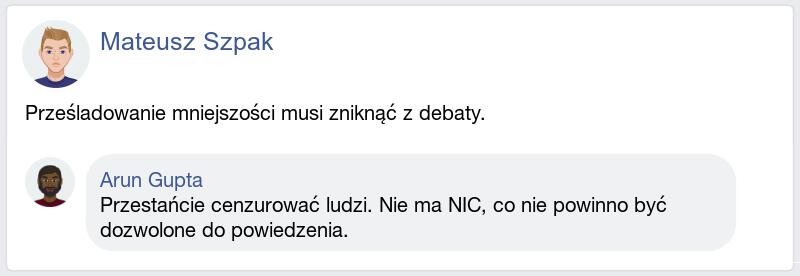 Mateusz Szpak
Prześladowanie mniejszości musi zniknąć z debaty.
Arun Gupta
Przestańcie cenzurować ludzi. Nie ma NIC, co nie powinno być
dozwolone do powiedzenia.